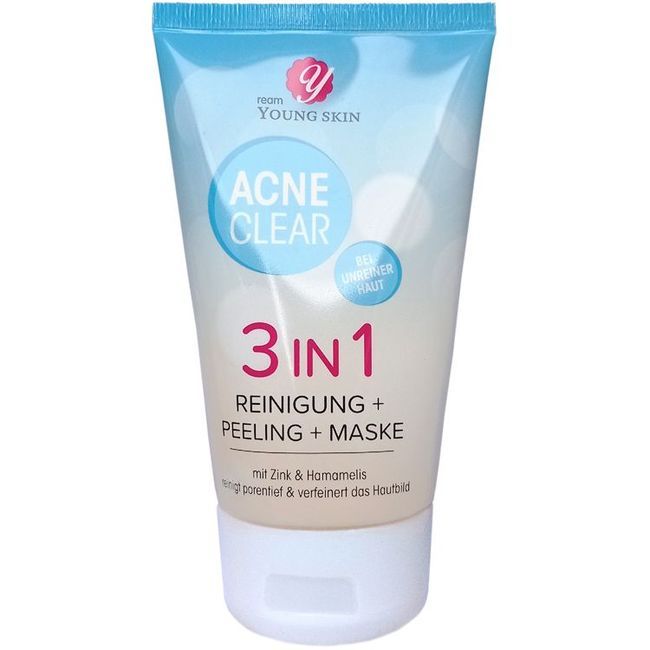 y
ream
YOUNG SKIN
ACNE
CLEAR
BEI
UNREINER
HAUT
3 IN 1
REINIGUNG +
PEELING + MASKE
mit Zink & Hamamelis
reinigt porentief & verfeinert das Hautbild